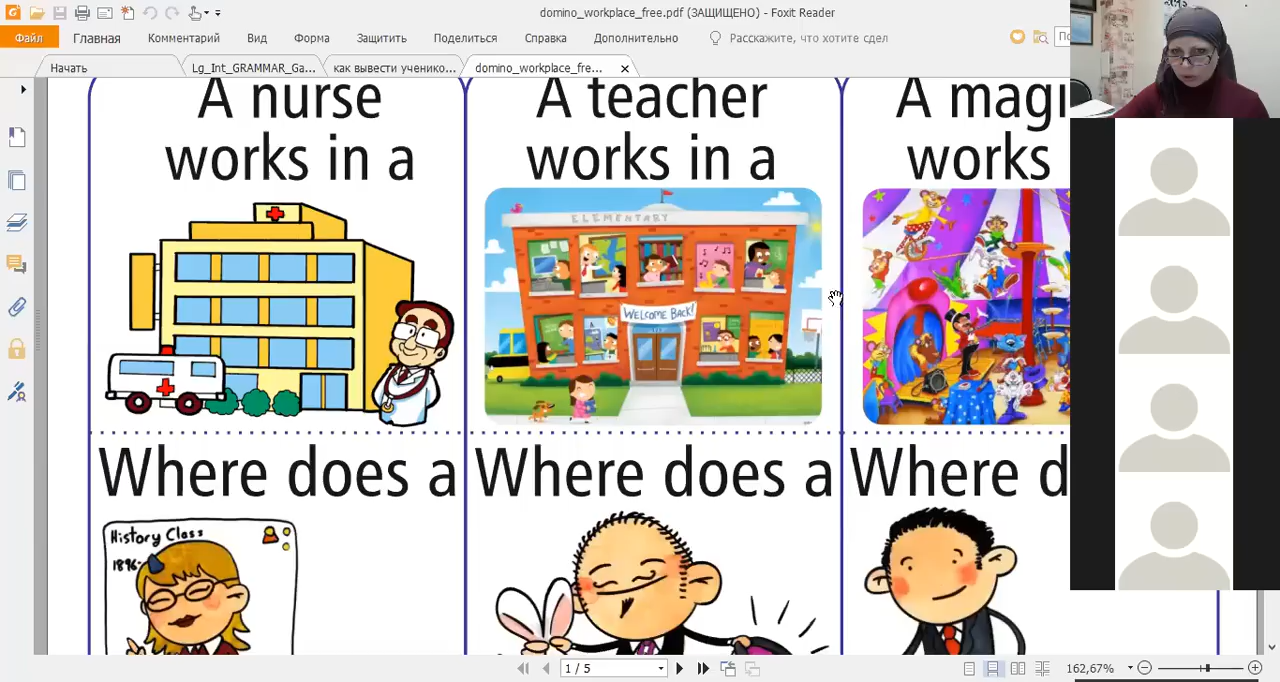 domino_workplace_free.pdf (ЗАЩИЩЕНО) - Foxit Reader
Файл Главная Комментарий Вид Форма Защитить Поделиться Справка Дополнительно Расскажите, что хотите сдел По
Начать Lg_Int_GRAMMAR_Ga... как вывести ученико... domino_workplace_fre...
A nurse
works in a
A teacher
works in a
A magi
works
ELEMENTARY
WELCOME BACK!
Where does a
Where does a
Where d
History Class
1896-
1 / 5
162,67%